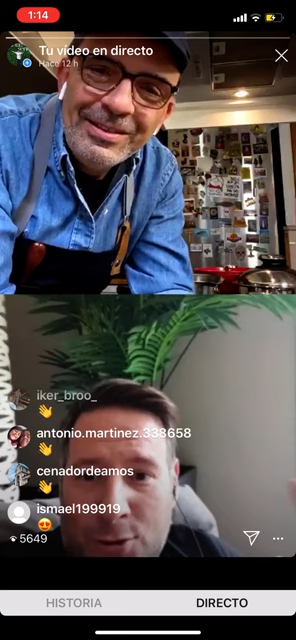 1:14
Tu vídeo en directo
Hace 12 h
iker_broo_
👋
antonio.martinez.338658
👋
cenadordeamos
👋
ismael199919
😍
5649
HISTORIA
DIRECTO